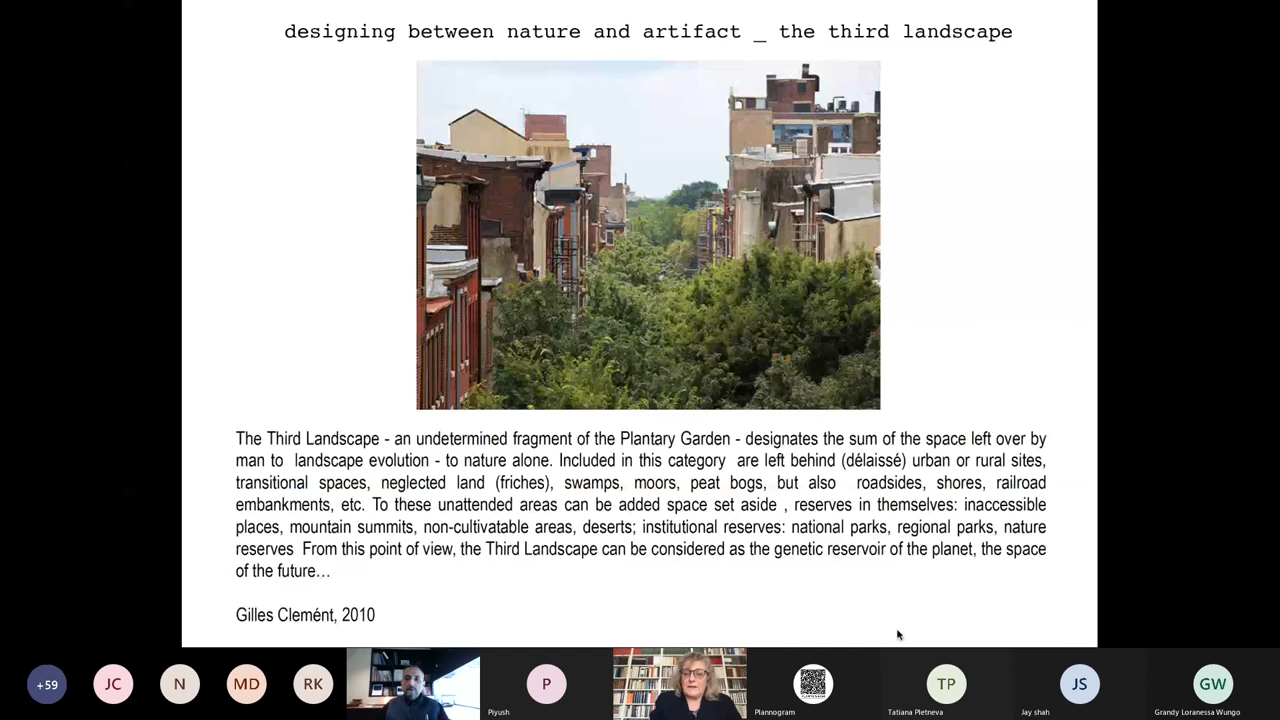 designing between nature and artifact _ the third landscape
The Third Landscape - an undetermined fragment of the Plantary Garden - designates the sum of the space left over by
man to landscape evolution - to nature alone. Included in this category are left behind (délaissé) urban or rural sites,
transitional spaces, neglected land (friches), swamps, moors, peat bogs, but also roadsides, shores, railroad
embankments, etc. To these unattended areas can be added space set aside , reserves in themselves: inaccessible
places, mountain summits, non-cultivatable areas, deserts; institutional reserves: national parks, regional parks, nature
reserves From this point of view, the Third Landscape can be considered as the genetic reservoir of the planet, the space
of the future…
Gilles Clemént, 2010
+59 JC N MD RK P TP JS GW
Piyush Plannogram Tatiana Pletneva Jay shah Grandy Loranessa Wungo